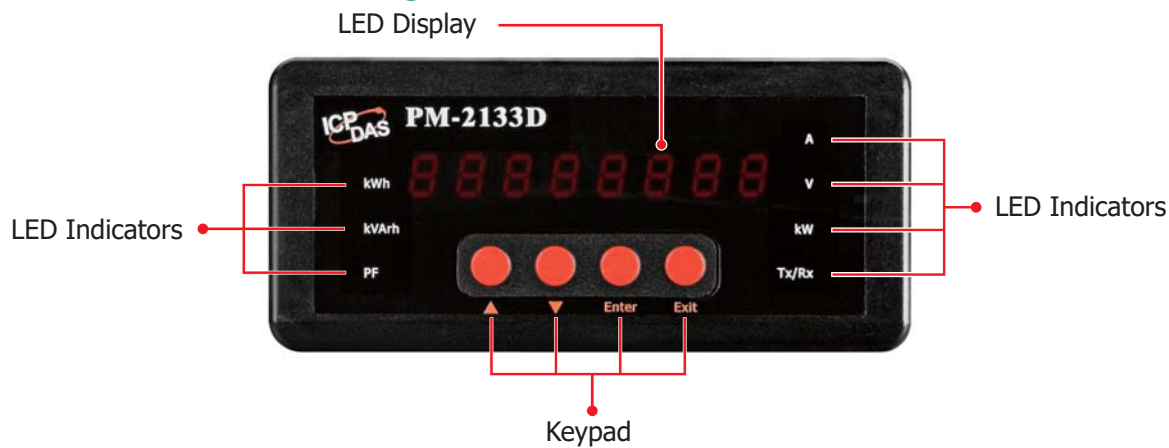 LED Display
ICP DAS
PM-2133D
88888888
kWh
kVArh
PF
A
V
kW
Tx/Rx
LED Indicators
LED Indicators
▲
▼
Enter
Exit
Keypad